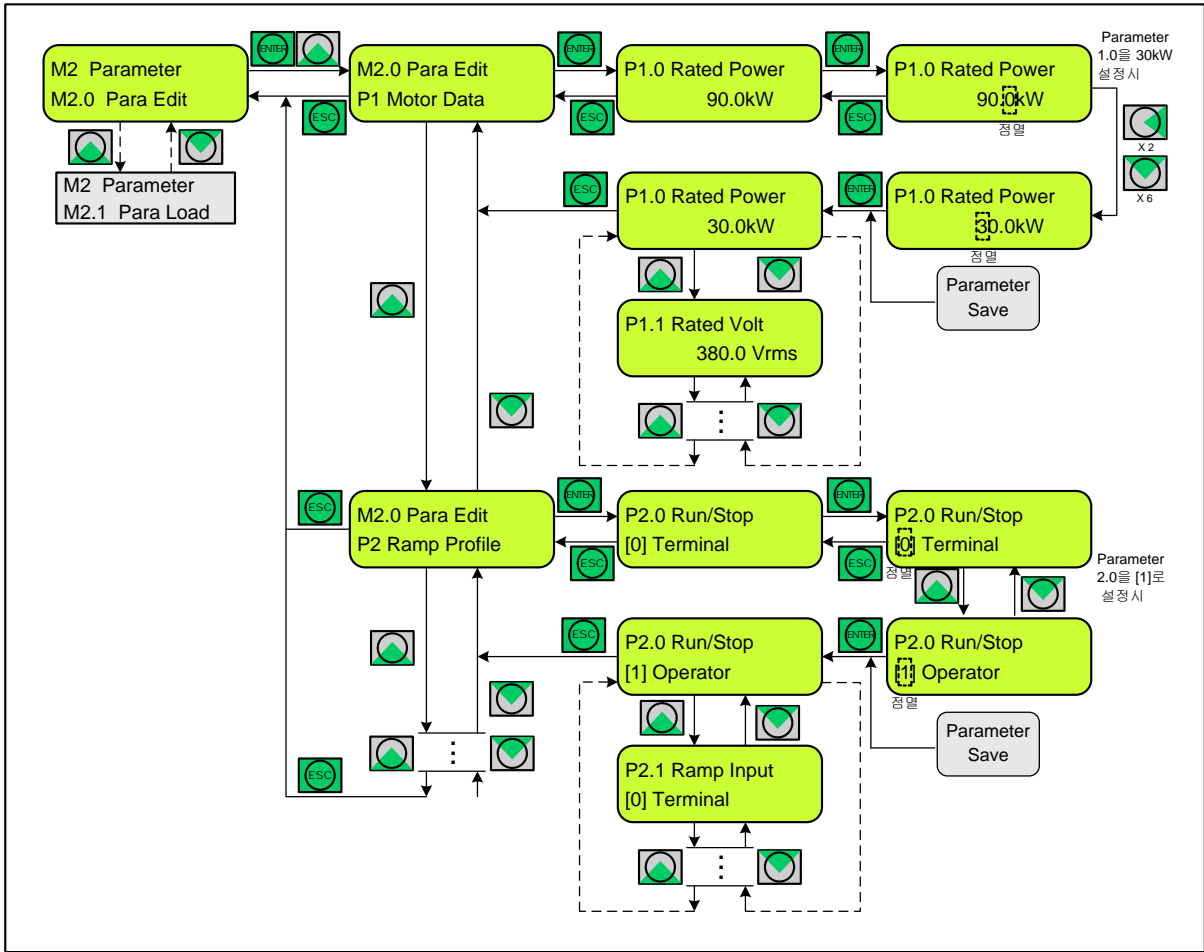 ENTER
ENTER
ENTER
Parameter
1.0을 30kW
설정시
M2 Parameter
M2.0 Para Edit
M2.0 Para Edit
P1 Motor Data
P1.0 Rated Power
90.0kW
P1.0 Rated Power
90.0kW
ESC
ESC
ESC
점멸
X 2
X 6
M2 Parameter
M2.1 Para Load
ESC
P1.0 Rated Power
30.0kW
ENTER
P1.0 Rated Power
30.0kW
점멸
Parameter
Save
P1.1 Rated Volt
380.0 Vrms
ESC
M2.0 Para Edit
P2 Ramp Profile
ENTER
P2.0 Run/Stop
[0] Terminal
ENTER
P2.0 Run/Stop
[0] Terminal
ESC
ESC
점멸
Parameter
2.0을 [1]로
설정시
ESC
P2.0 Run/Stop
[1] Operator
ENTER
P2.0 Run/Stop
[1] Operator
점멸
Parameter
Save
ESC
P2.1 Ramp Input
[0] Terminal